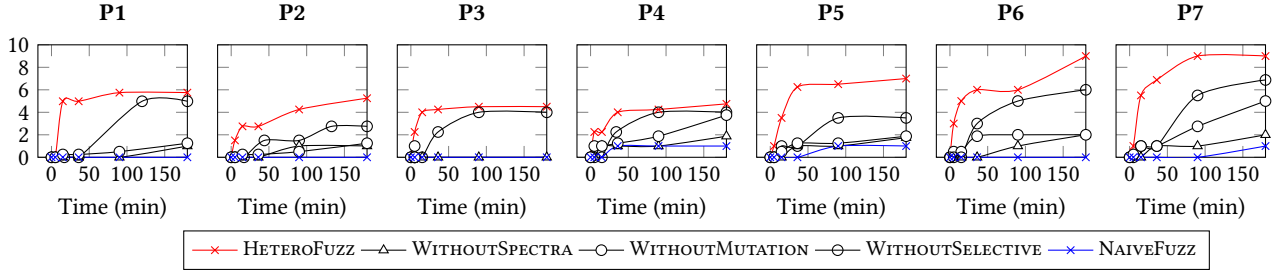 P1 P2 P3 P4 P5 P6 P7
10
8
6
4
2
0
0 50 100 150 0 50 100 150 0 50 100 150 0 50 100 150 0 50 100 150 0 50 100 150 0 50 100 150
Time (min) Time (min) Time (min) Time (min) Time (min) Time (min) Time (min)
HETEROFUZZ WITHOUTSPECTRA WITHOUTMUTATION WITHOUTSELECTIVE NAIVEFUZZ